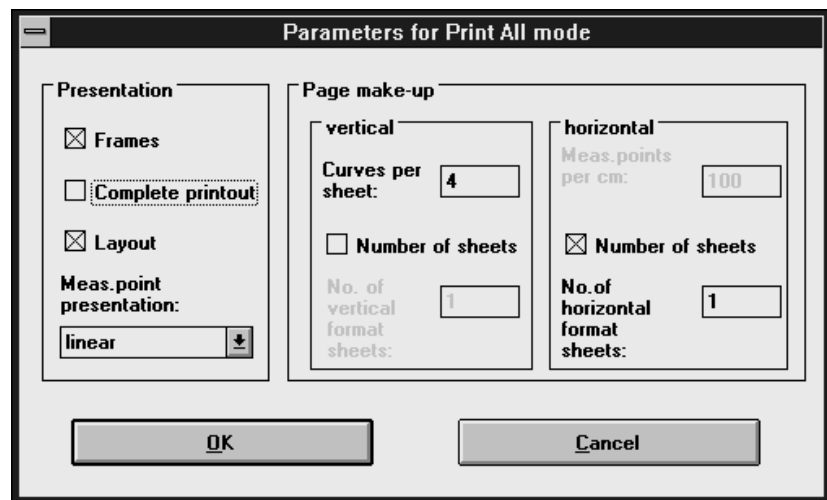 Parameters for Print All mode
Presentation
Frames
Complete printout
Layout
Meas.point
presentation:
linear
Page make-up
vertical
Curves per
sheet:
4
Number of sheets
No. of
vertical
format
sheets:
1
horizontal
Meas.points
per cm:
100
Number of sheets
No.of
horizontal
format
sheets:
1
OK
Cancel